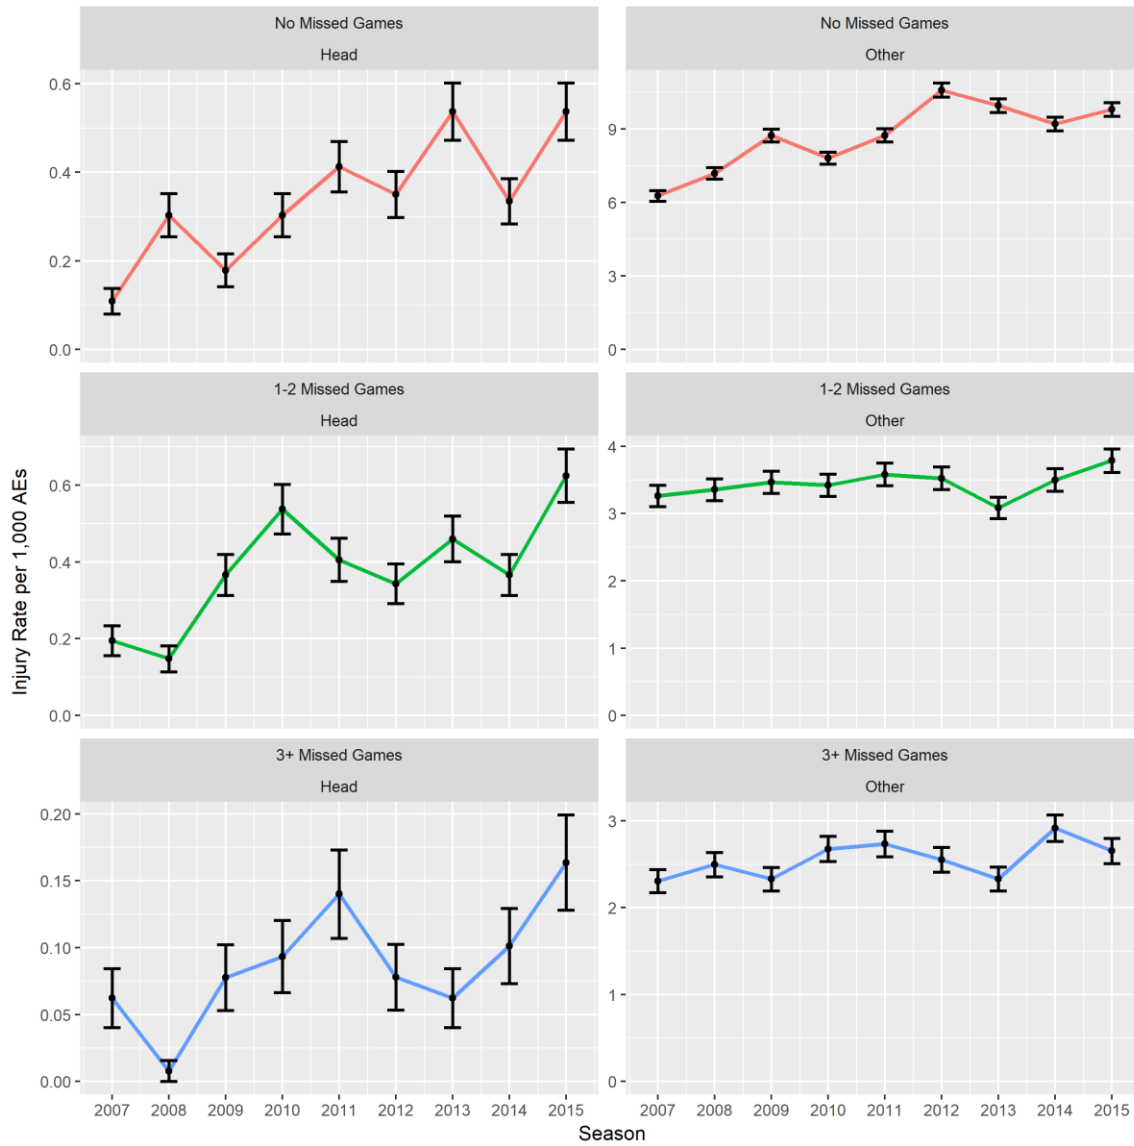 No Missed Games
Head
0.6
0.4
0.2
0.0
No Missed Games
Other
9
6
3
0
1-2 Missed Games
Head
0.6
0.4
0.2
0.0
1-2 Missed Games
Other
4
3
2
1
0
Injury Rate per 1,000 AEs
3+ Missed Games
Head
0.20
0.15
0.10
0.05
0.00
2007 2008 2009 2010 2011 2012 2013 2014 2015
3+ Missed Games
Other
3
2
1
0
2007 2008 2009 2010 2011 2012 2013 2014 2015
Season